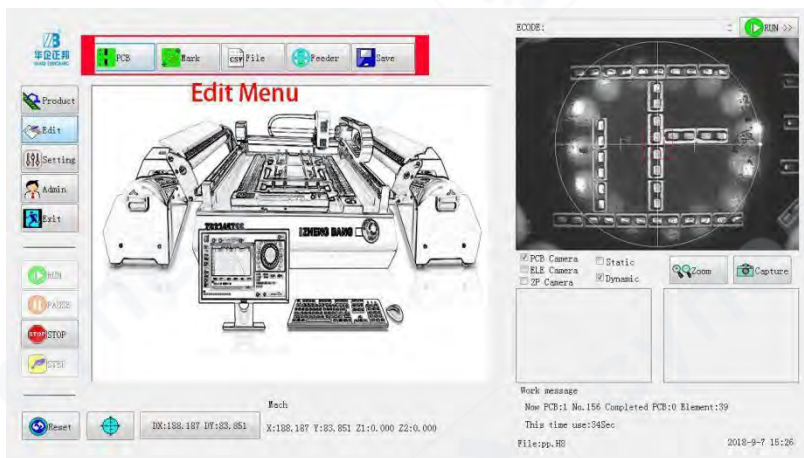 ECODE:
RUN >>
华企正邦
PCB
Mark
CSV File
Feeder
Save
Edit Menu
Product
Edit
Setting
Admin
Exit
RUN
PAUSE
STOP STOP
STEP
IZHENG BANG
PCB Camera
Static
ELE Camera
Dynamic
2P Camera
Zoom
Capture
Work message
Now PCB:1 No.156 Completed PCB:0 Element:39
This time use:34Sec
File:pp.HS
2018-9-7 15:26
Mach
Reset
DX:188.187 DY:83.851
X:188.187 Y:83.851 Z1:0.000 Z2:0.000